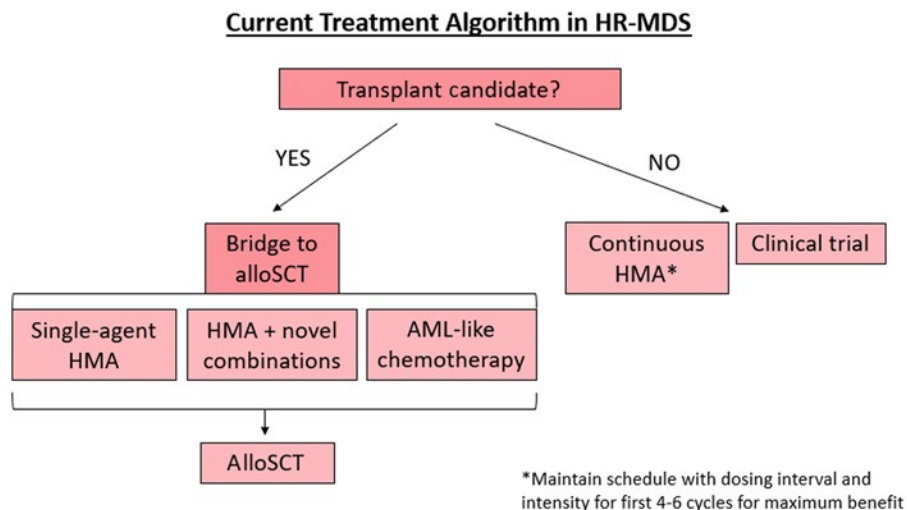 Current Treatment Algorithm in HR-MDS
Transplant candidate?
YES
NO
Bridge to
alloSCT
Continuous
HMA*
Clinical trial
Single-agent
HMA
HMA + novel
combinations
AML-like
chemotherapy
AlloSCT
*Maintain schedule with dosing interval and
intensity for first 4-6 cycles for maximum benefit